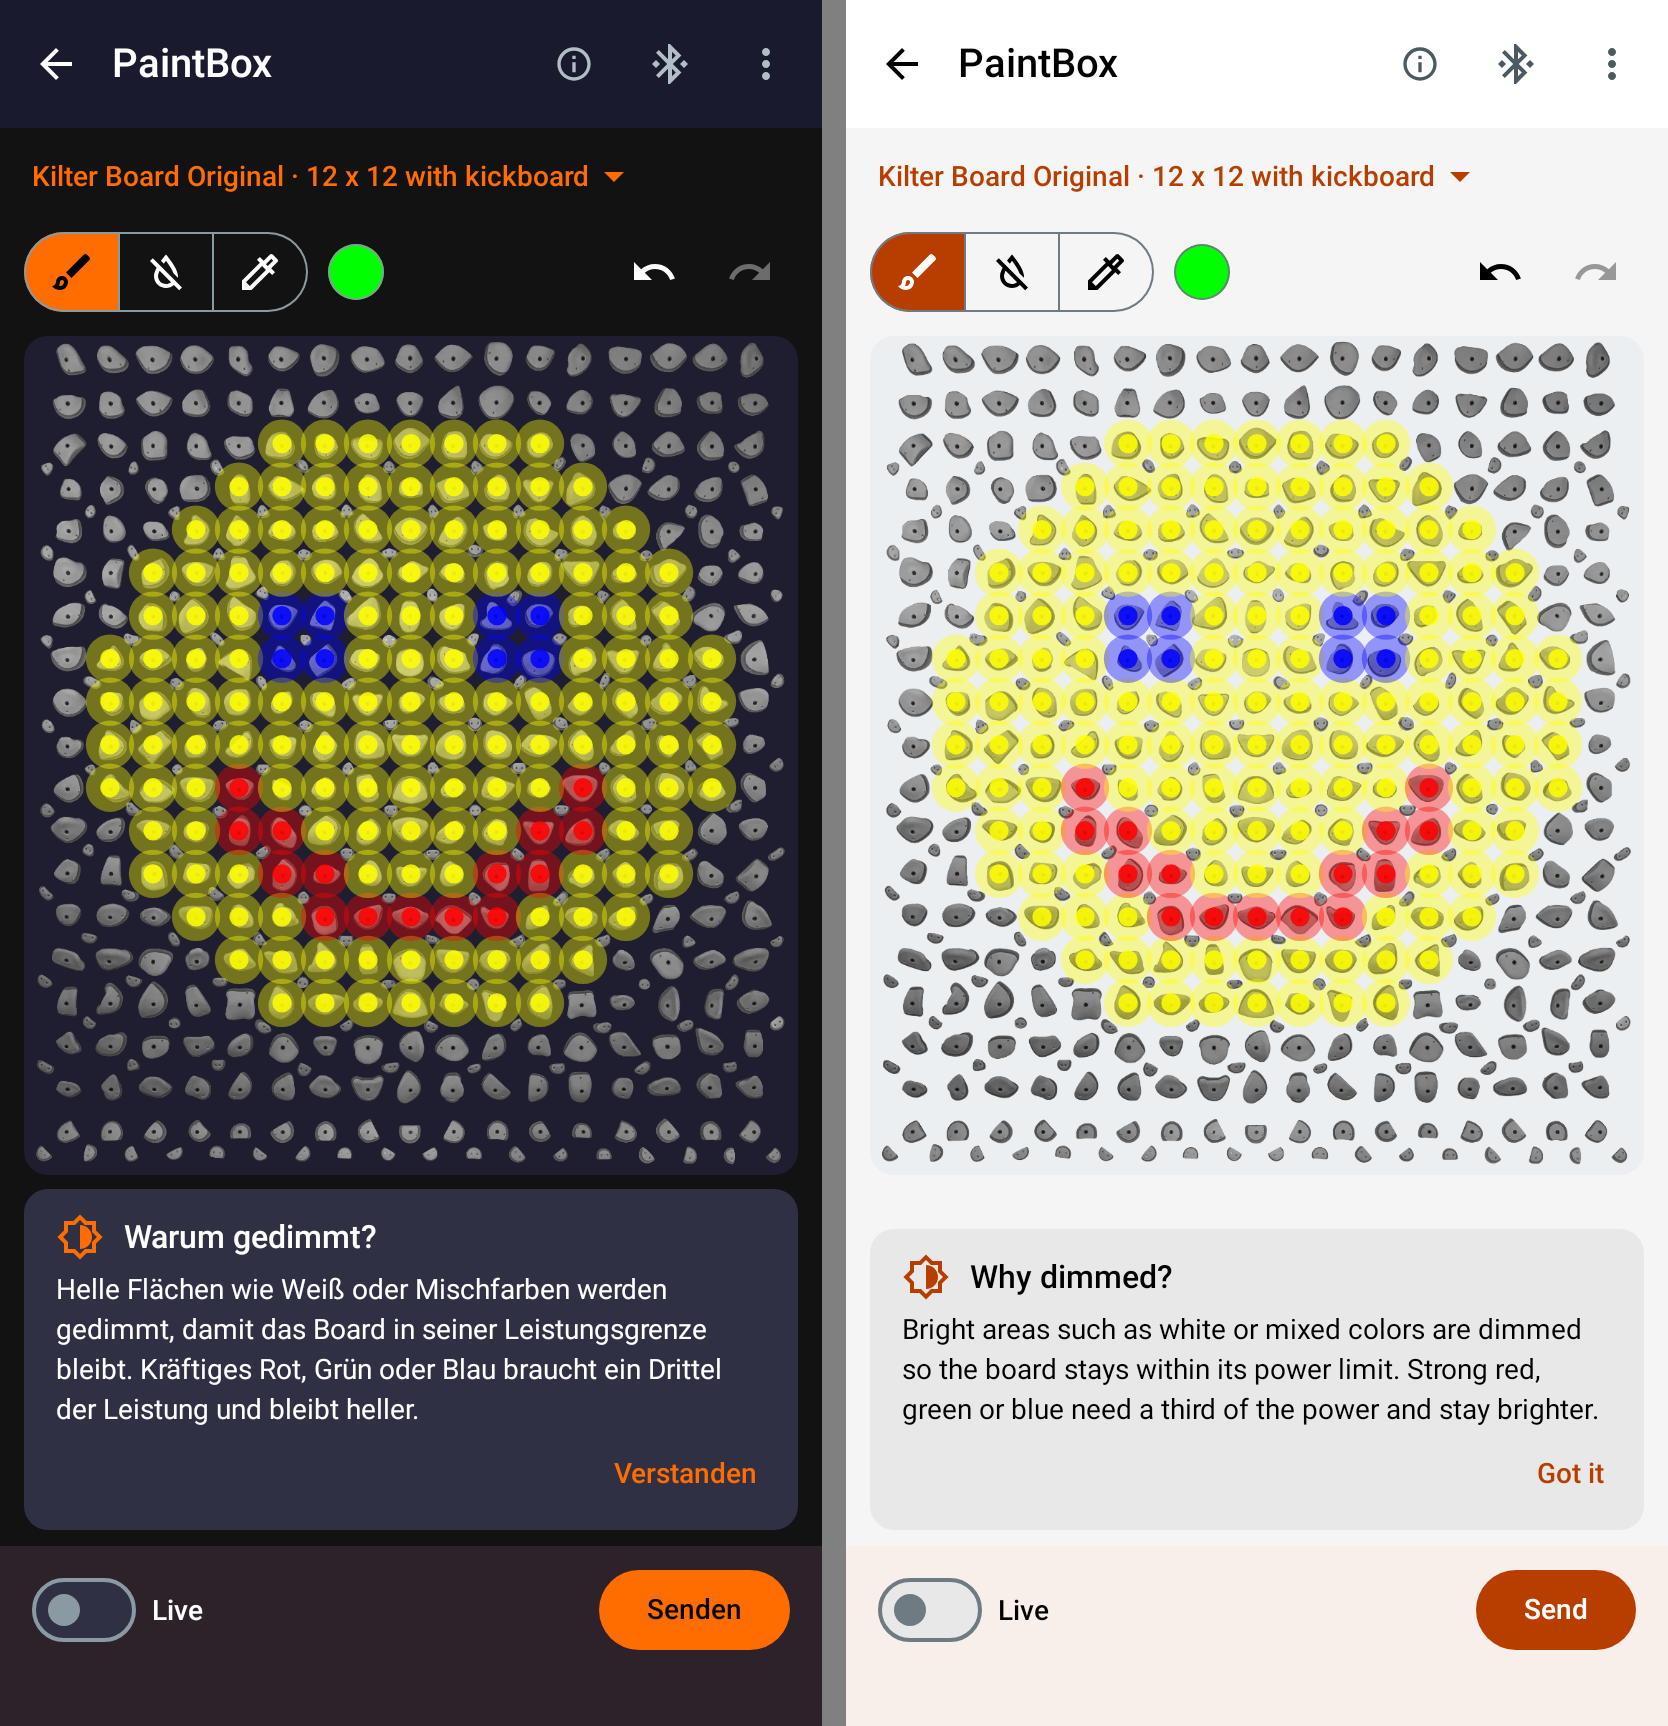 PaintBox
Kilter Board Original · 12 x 12 with kickboard
Warum gedimmt?
Helle Flächen wie Weiß oder Mischfarben werden
gedimmt, damit das Board in seiner Leistungsgrenze
bleibt. Kräftiges Rot, Grün oder Blau braucht ein Drittel
der Leistung und bleibt heller.
Verstanden
Live
Senden
PaintBox
Kilter Board Original · 12 x 12 with kickboard
Why dimmed?
Bright areas such as white or mixed colors are dimmed
so the board stays within its power limit. Strong red,
green or blue need a third of the power and stay brighter.
Got it
Live
Send